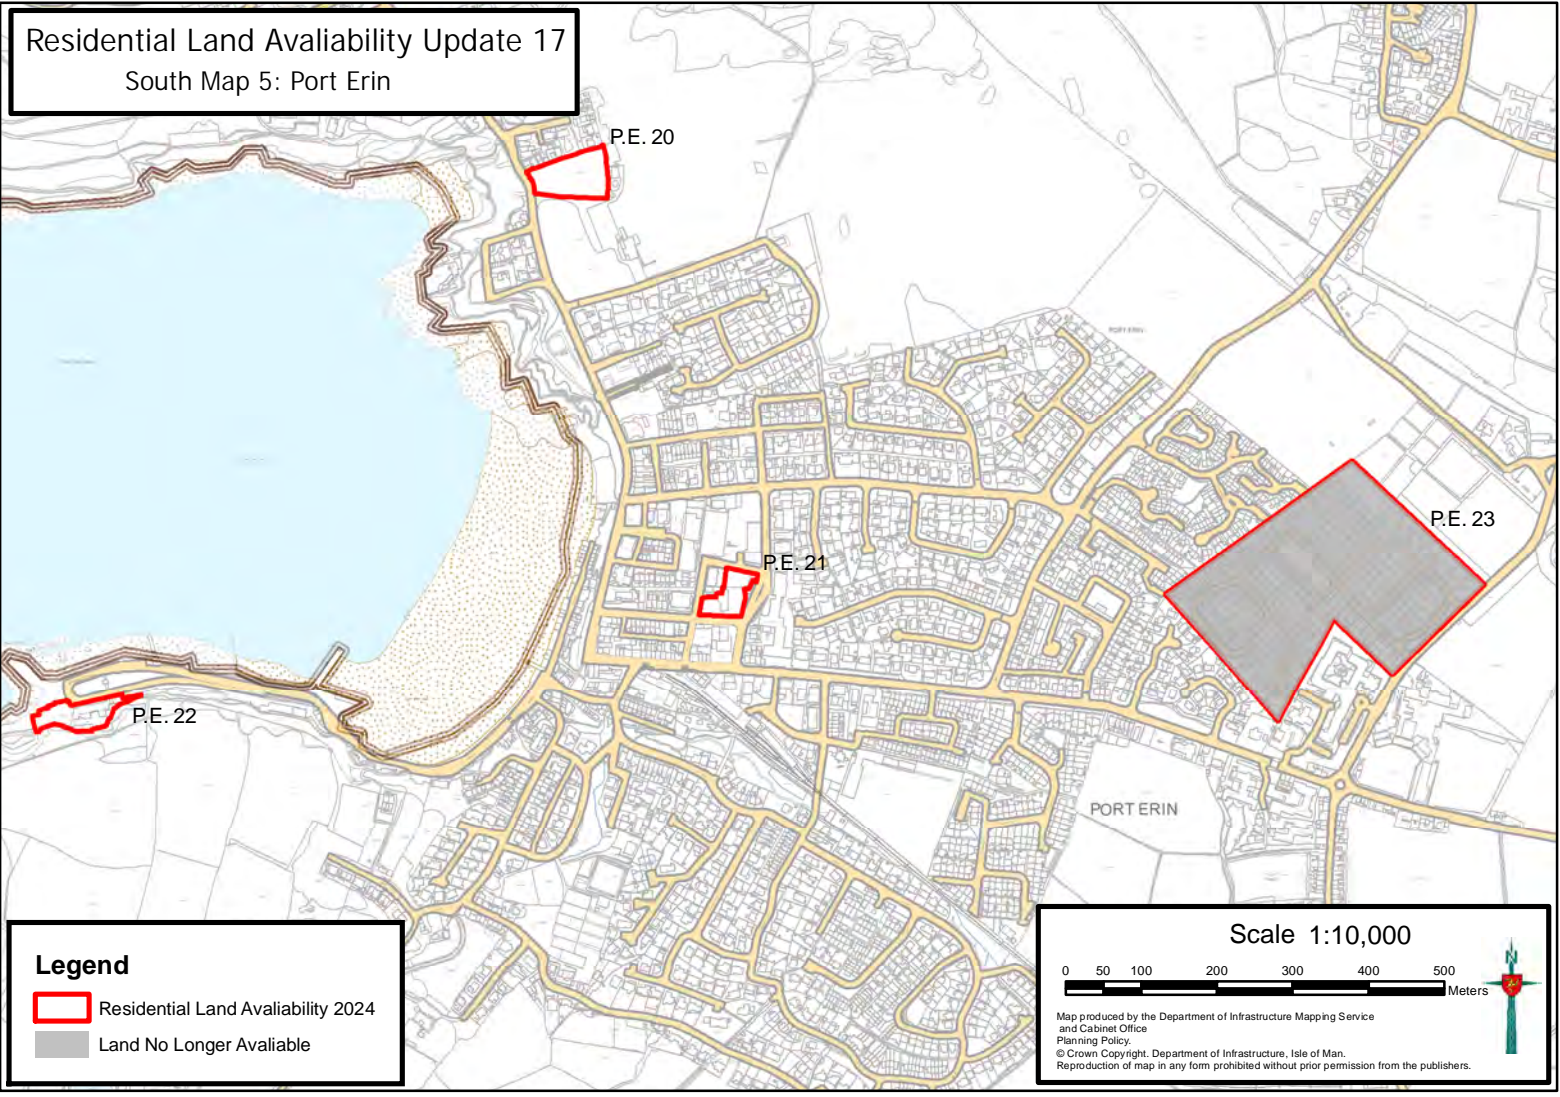 Residential Land Avaliability Update 17
South Map 5: Port Erin
P.E. 20
PORT ERIN
P.E. 23
P.E. 21
P.E. 22
PORT ERIN
Legend
Residential Land Avaliability 2024
Land No Longer Avaliable
Scale 1:10,000
0 50 100 200 300 400 500
Meters
N
Map produced by the Department of Infrastructure Mapping Service
and Cabinet Office
Planning Policy.
© Crown Copyright. Department of Infrastructure, Isle of Man.
Reproduction of map in any form prohibited without prior permission from the publishers.